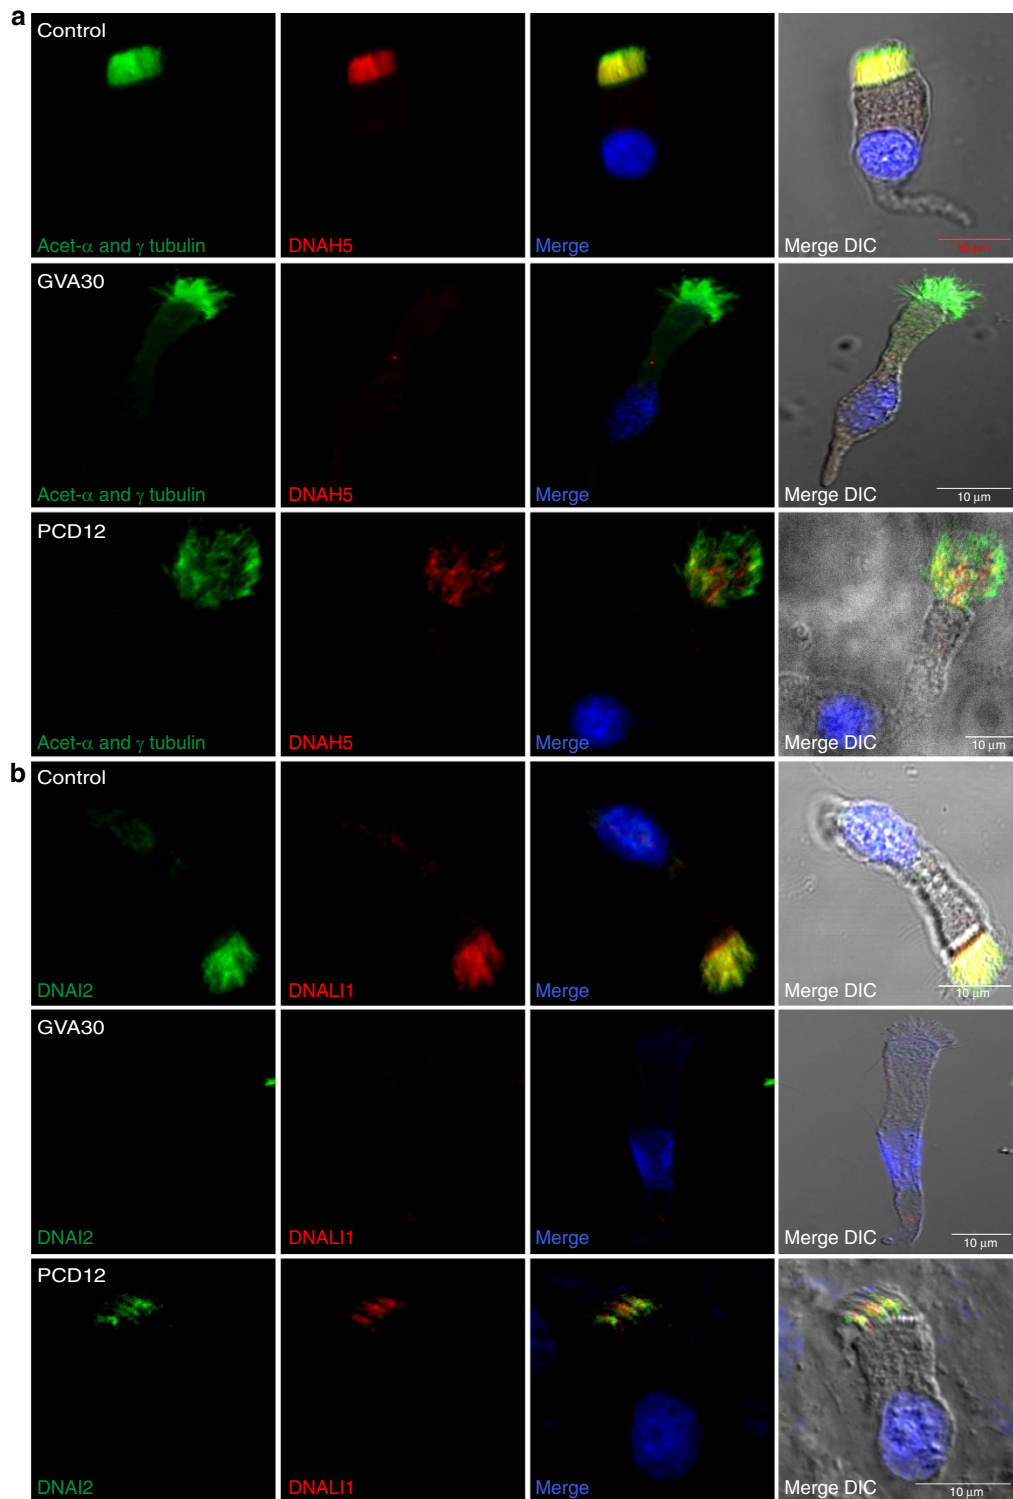 a
Control
Acet-α and γ tubulin
DNAH5
Merge
Merge DIC
10 μm
GVA30
Acet-α and γ tubulin
DNAH5
Merge
Merge DIC
10 μm
PCD12
Acet-α and γ tubulin
DNAH5
Merge
Merge DIC
10 μm
b
Control
DNAI2
DNALI1
Merge
Merge DIC
10 μm
GVA30
DNAI2
DNALI1
Merge
Merge DIC
10 μm
PCD12
DNAI2
DNALI1
Merge
Merge DIC
10 μm